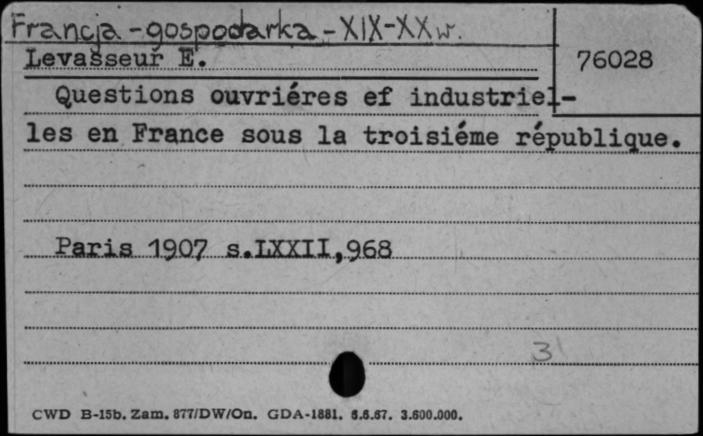 Francja - gospodarka - XIX-XX w.
Levasseur E.
76028
Questions ouvriéres ef industriel-
les en France sous la troisiéme république.
Paris 1907 s.LXXII,968
3
CWD B-15b. Zam. 877/DW/On. GDA-1881. 6.6.67. 3.600.000.